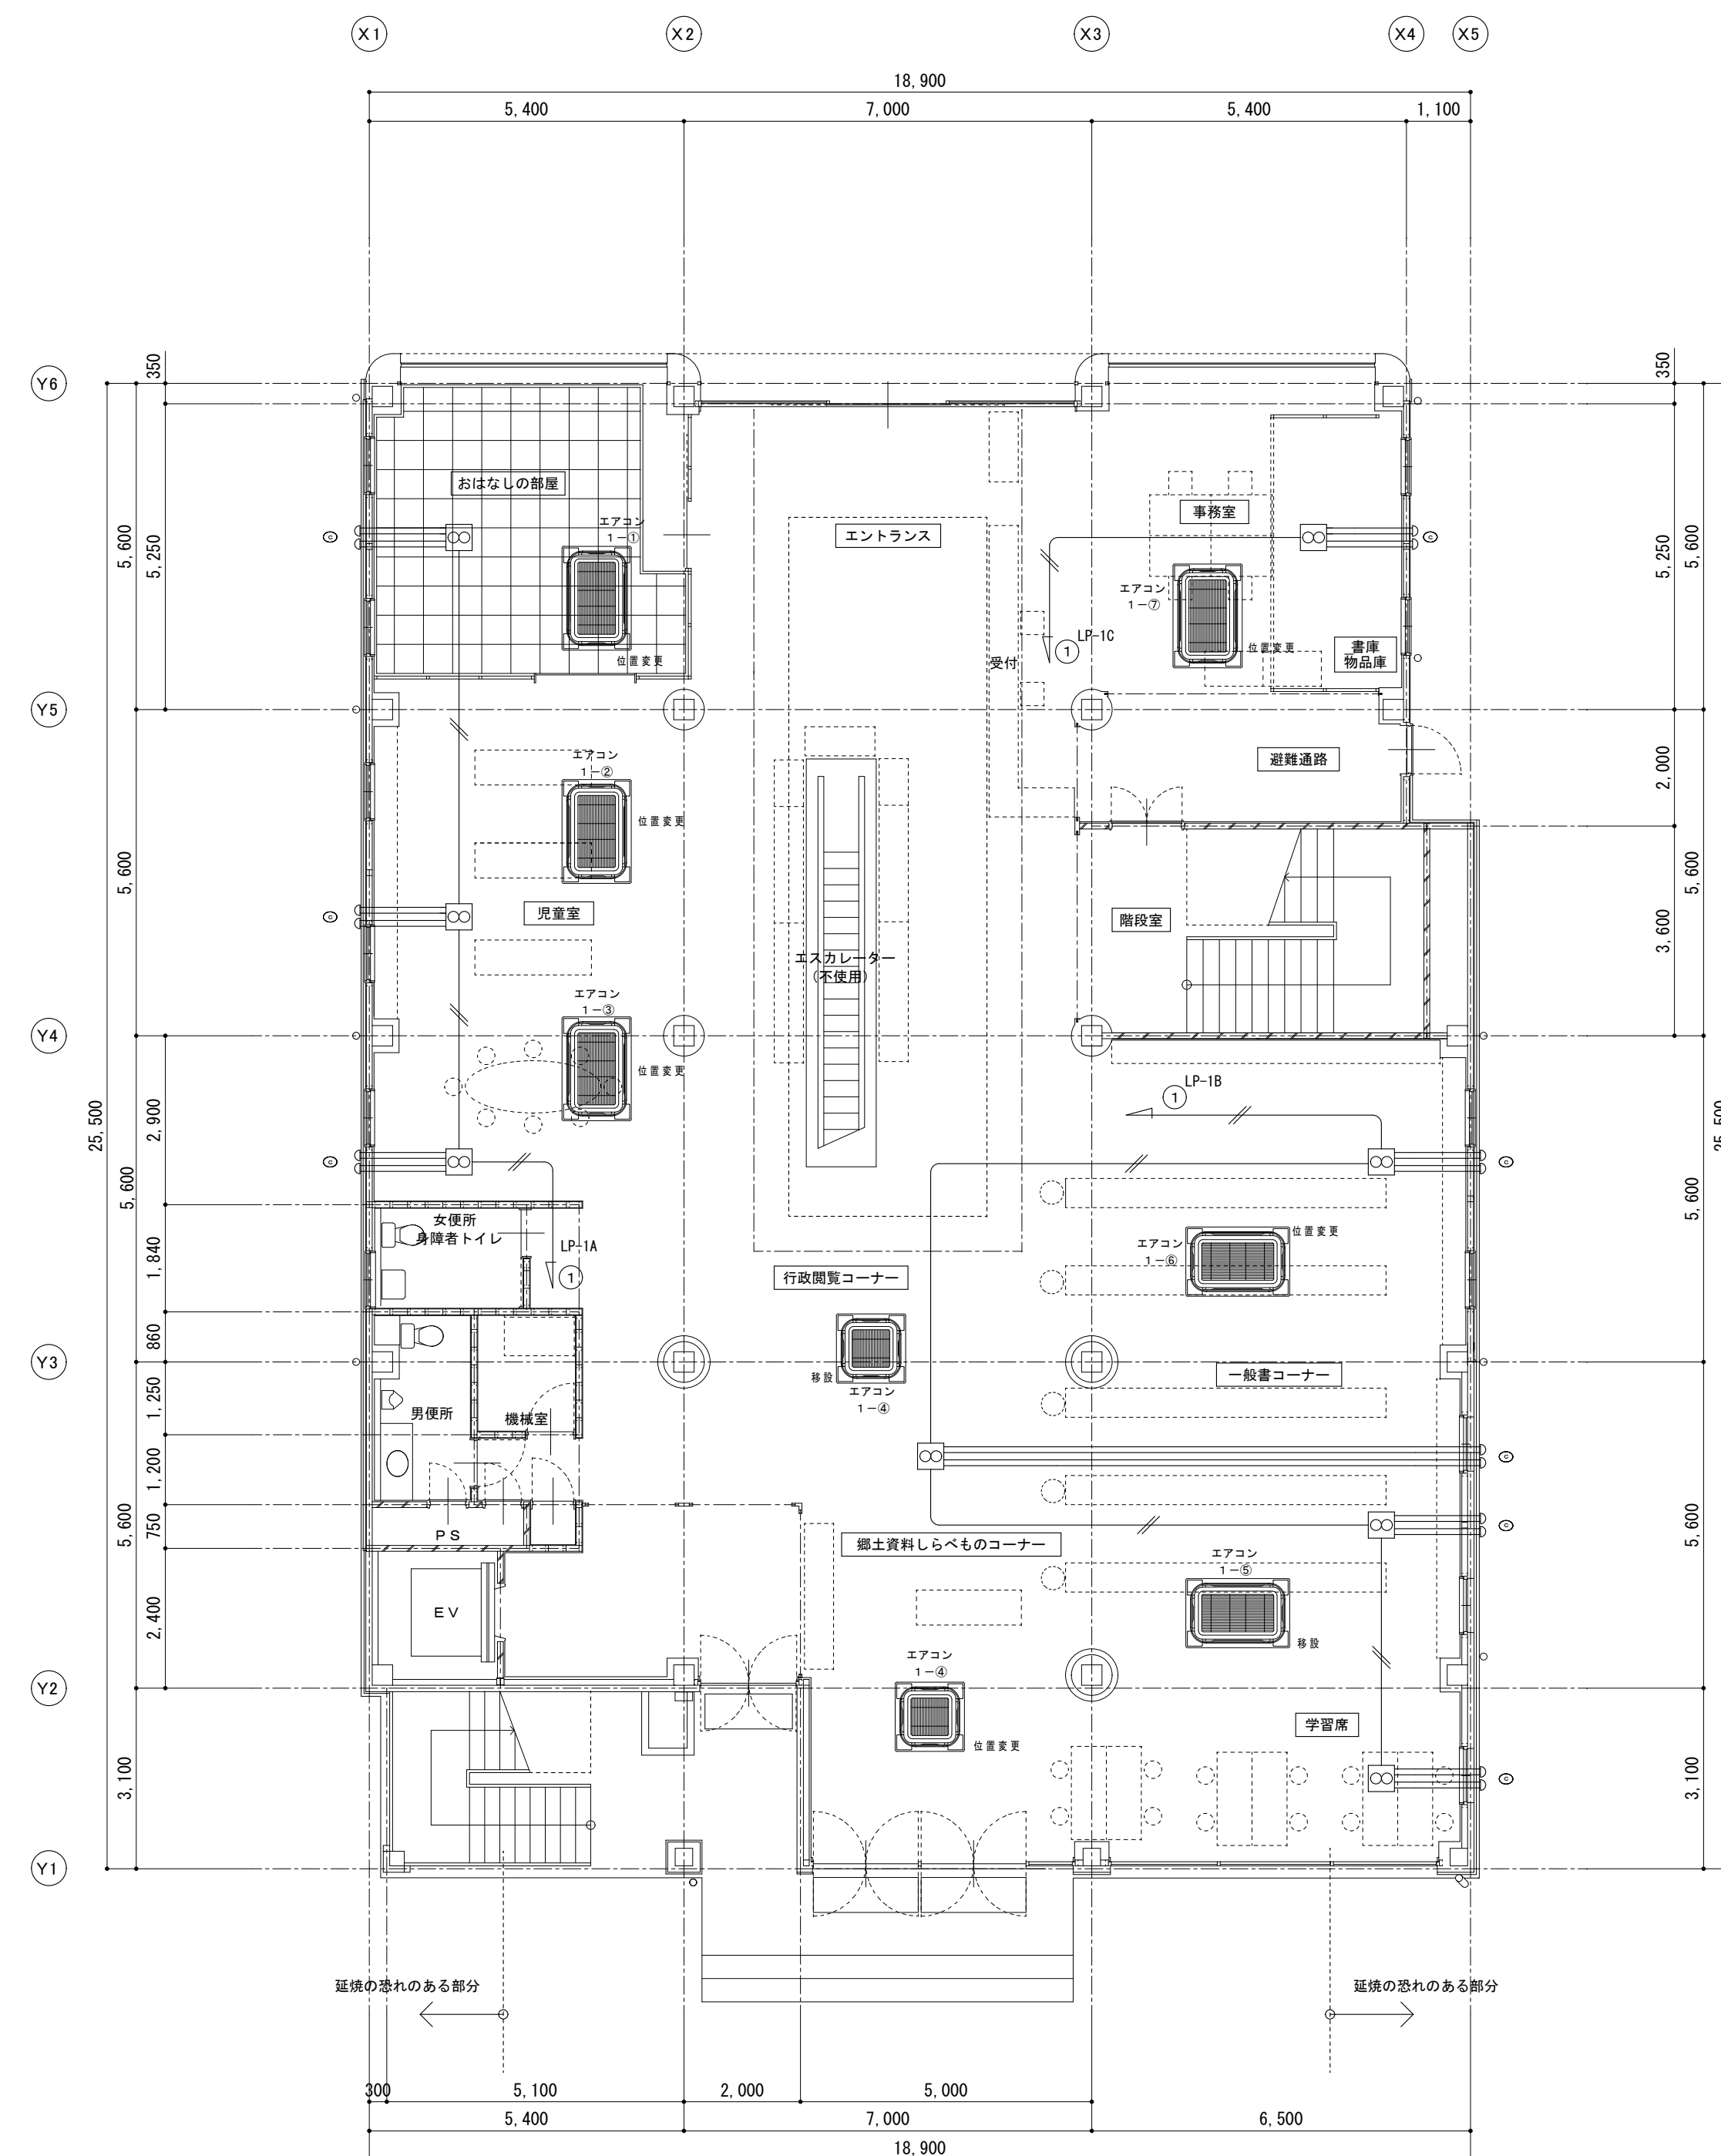 X1
X2
X3
X4
X5
18,900
5,400
7,000
5,400
1,100
350
350
Y6
おはなしの部屋
エアコン
1-①
位置変更
エントランス
事務室
エアコン
1-⑦
位置変更
書庫
物品庫
LP-1C
1
受付
C
C
5,600
5,250
5,250
5,600
Y5
エアコン
1-②
位置変更
避難通路
2,000
児童室
C
階段室
エスカレーター
(不使用)
5,600
3,600
5,600
エアコン
1-③
位置変更
Y4
LP-1B
1
25,500
2,900
25,500
C
C
女便所
身障者トイレ
LP-1A
1
エアコン
1-⑥
位置変更
5,600
1,840
5,600
行政閲覧コーナー
860
Y3
移設
エアコン
1-④
一般書コーナー
1,250
男便所
機械室
C
1,200
PS
C
郷土資料しらべものコーナー
5,600
750
5,600
エアコン
1-⑤
移設
EV
2,400
エアコン
1-④
位置変更
Y2
学習席
C
3,100
3,100
Y1
延焼の恐れのある部分
延焼の恐れのある部分
300
5,100
2,000
5,000
5,400
7,000
6,500
18,900